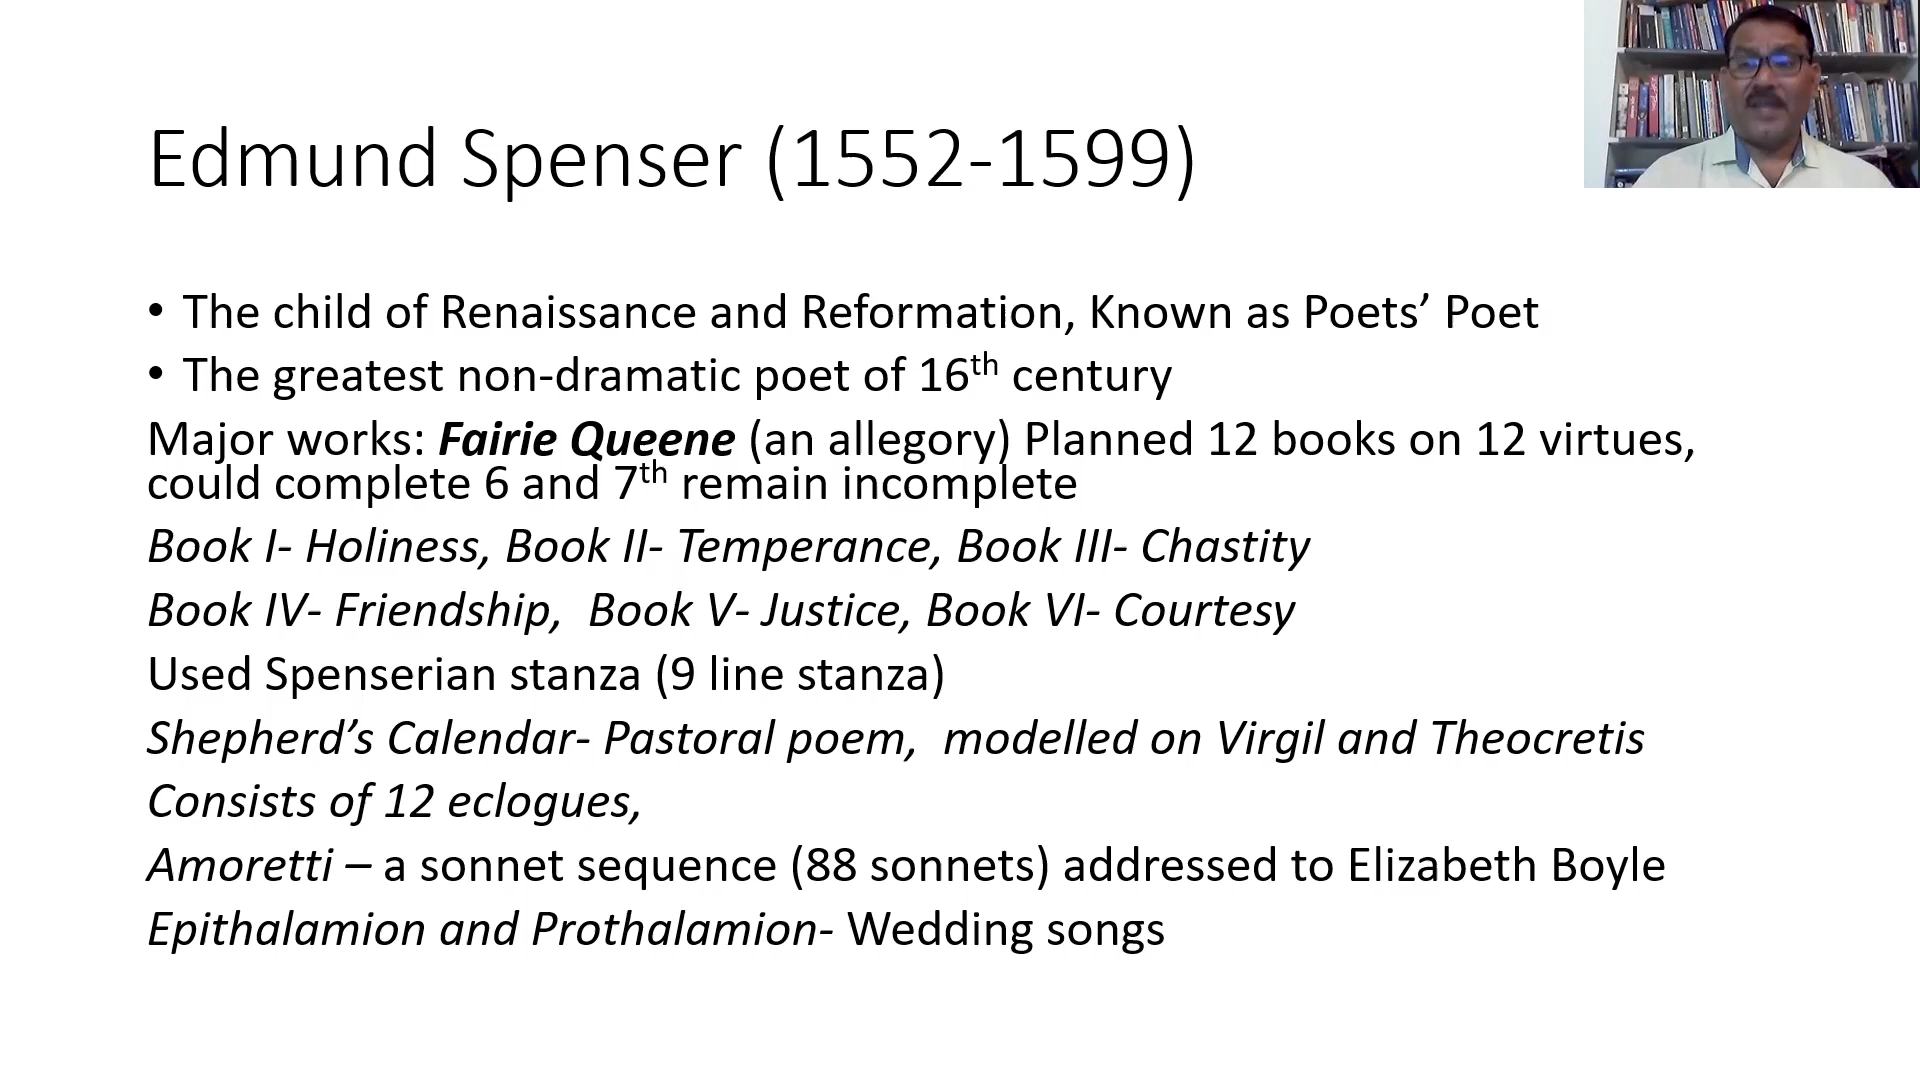 Edmund Spenser (1552-1599)
• The child of Renaissance and Reformation, Known as Poets’ Poet
• The greatest non-dramatic poet of 16th century
Major works: Fairie Queene (an allegory) Planned 12 books on 12 virtues,
could complete 6 and 7th remain incomplete
Book I- Holiness, Book II- Temperance, Book III- Chastity
Book IV- Friendship,  Book V- Justice, Book VI- Courtesy
Used Spenserian stanza (9 line stanza)
Shepherd’s Calendar- Pastoral poem,  modelled on Virgil and Theocretis
Consists of 12 eclogues,
Amoretti – a sonnet sequence (88 sonnets) addressed to Elizabeth Boyle
Epithalamion and Prothalamion- Wedding songs